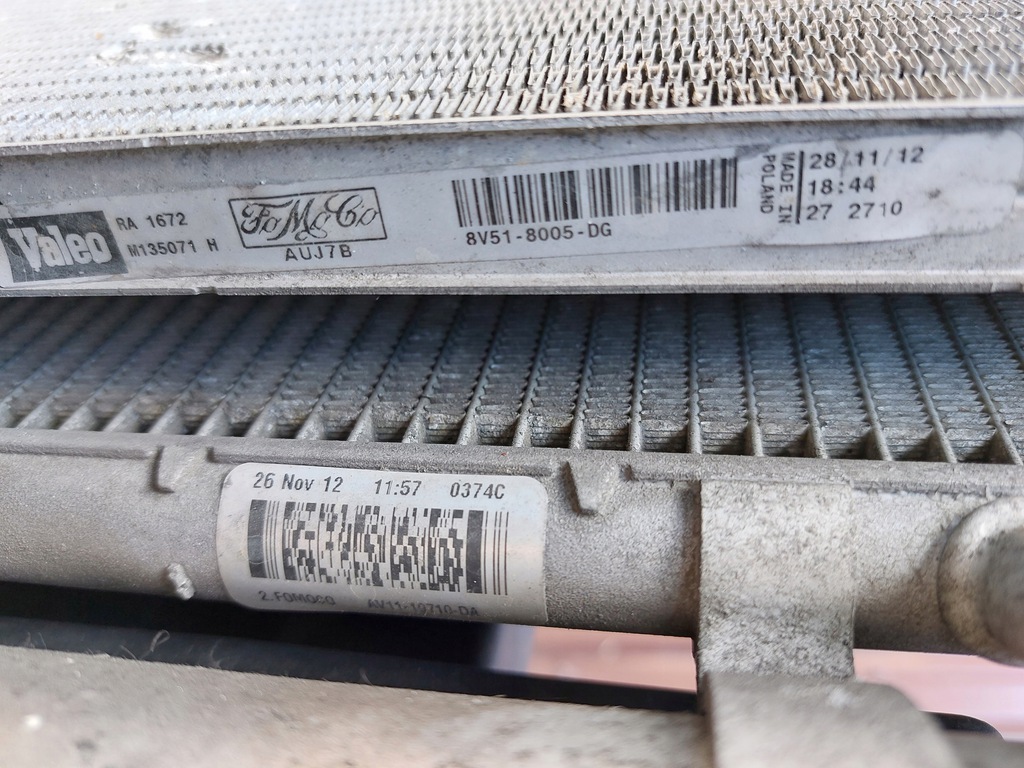 Valeo
RA 1672
M135071 H
FoMoCo
AUJ7B
8V51-8005-DG
MADE IN
POLAND
28/11/12
18:44
27 2710
26 Nov 12 11:57 0374C
2.FOMOCO AV11-19710-DA